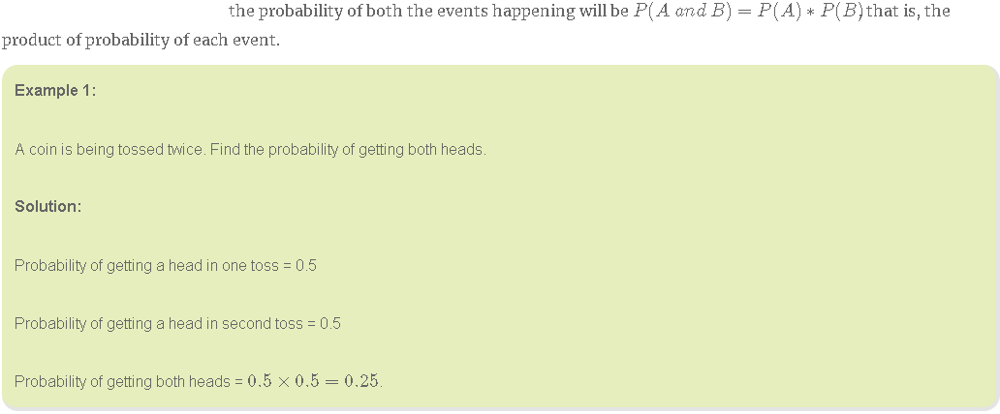 the probability of both the events happening will be P(A and B) = P(A) ∗ P(B), that is, the
product of probability of each event.
Example 1:
A coin is being tossed twice. Find the probability of getting both heads.
Solution:
Probability of getting a head in one toss = 0.5
Probability of getting a head in second toss = 0.5
Probability of getting both heads = 0.5 × 0.5 = 0.25.